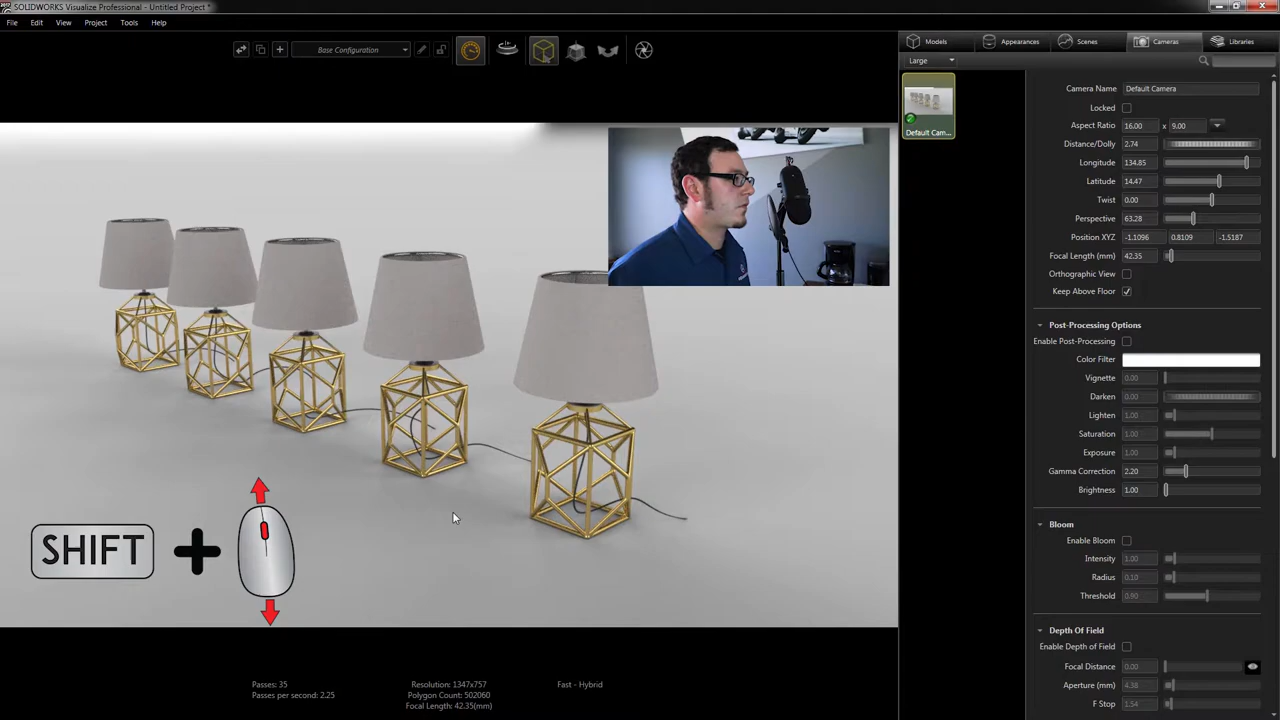 SOLIDWORKS Visualize Professional - Untitled Project *
File Edit View Project Tools Help
Base Configuration
Models Appearances Scenes Cameras Libraries
Large
Default Cam...
Camera Name Default Camera
Locked
Aspect Ratio 16.00 x 9.00
Distance/Dolly 2.74
Longitude 134.85
Latitude 14.47
Twist 0.00
Perspective 63.28
Position XYZ -1.1096 0.8109 -1.5187
Focal Length (mm) 42.35
Orthographic View
Keep Above Floor
Post-Processing Options
Enable Post-Processing
Color Filter
Vignette 0.00
Darken 0.00
Lighten 1.00
Saturation 1.00
Exposure 1.00
Gamma Correction 2.20
Brightness 1.00
Bloom
Enable Bloom
Intensity 1.00
Radius 0.10
Threshold 0.90
Depth Of Field
Enable Depth of Field
Focal Distance 0.00
Aperture (mm) 4.38
F Stop 1.54
SHIFT +
Passes: 35
Passes per second: 2.25
Resolution: 1347x757
Polygon Count: 502060
Focal Length: 42.35(mm)
Fast - Hybrid